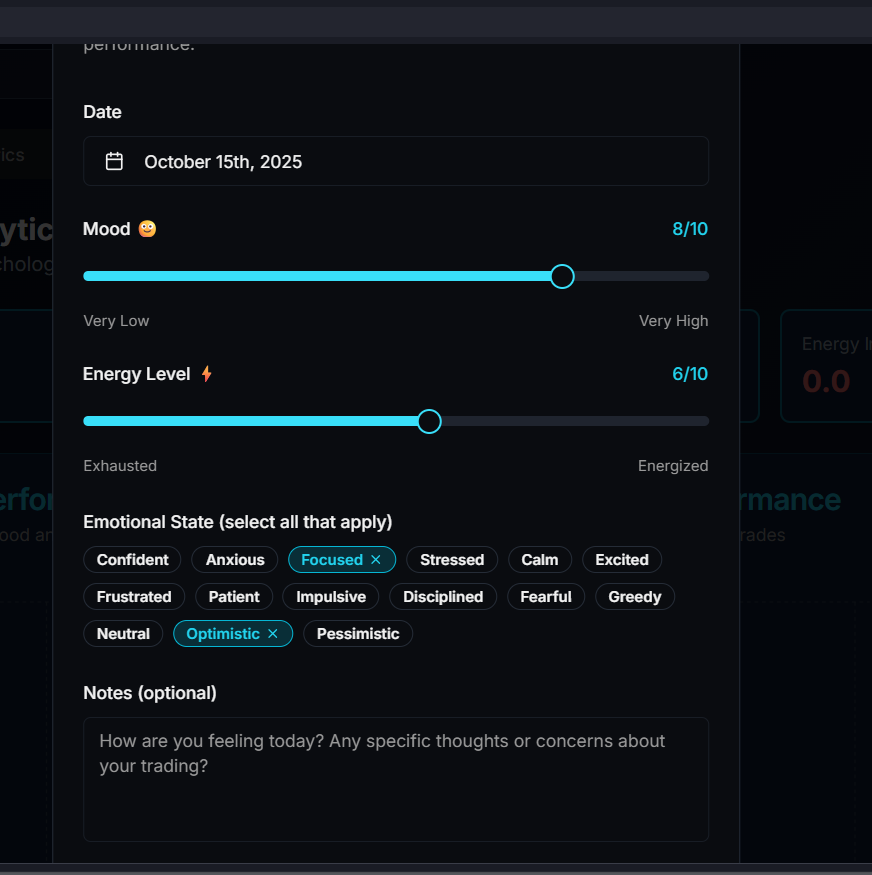 performance.
Date
October 15th, 2025
Mood 8/10
Very Low Very High
Energy Level 6/10
Exhausted Energized
Emotional State (select all that apply)
Confident Anxious Focused × Stressed Calm Excited
Frustrated Patient Impulsive Disciplined Fearful Greedy
Neutral Optimistic × Pessimistic
Notes (optional)
How are you feeling today? Any specific thoughts or concerns about
your trading?
ics
ytic
cholog
Energy I
0.0
erfor
ood a
rmance
rades